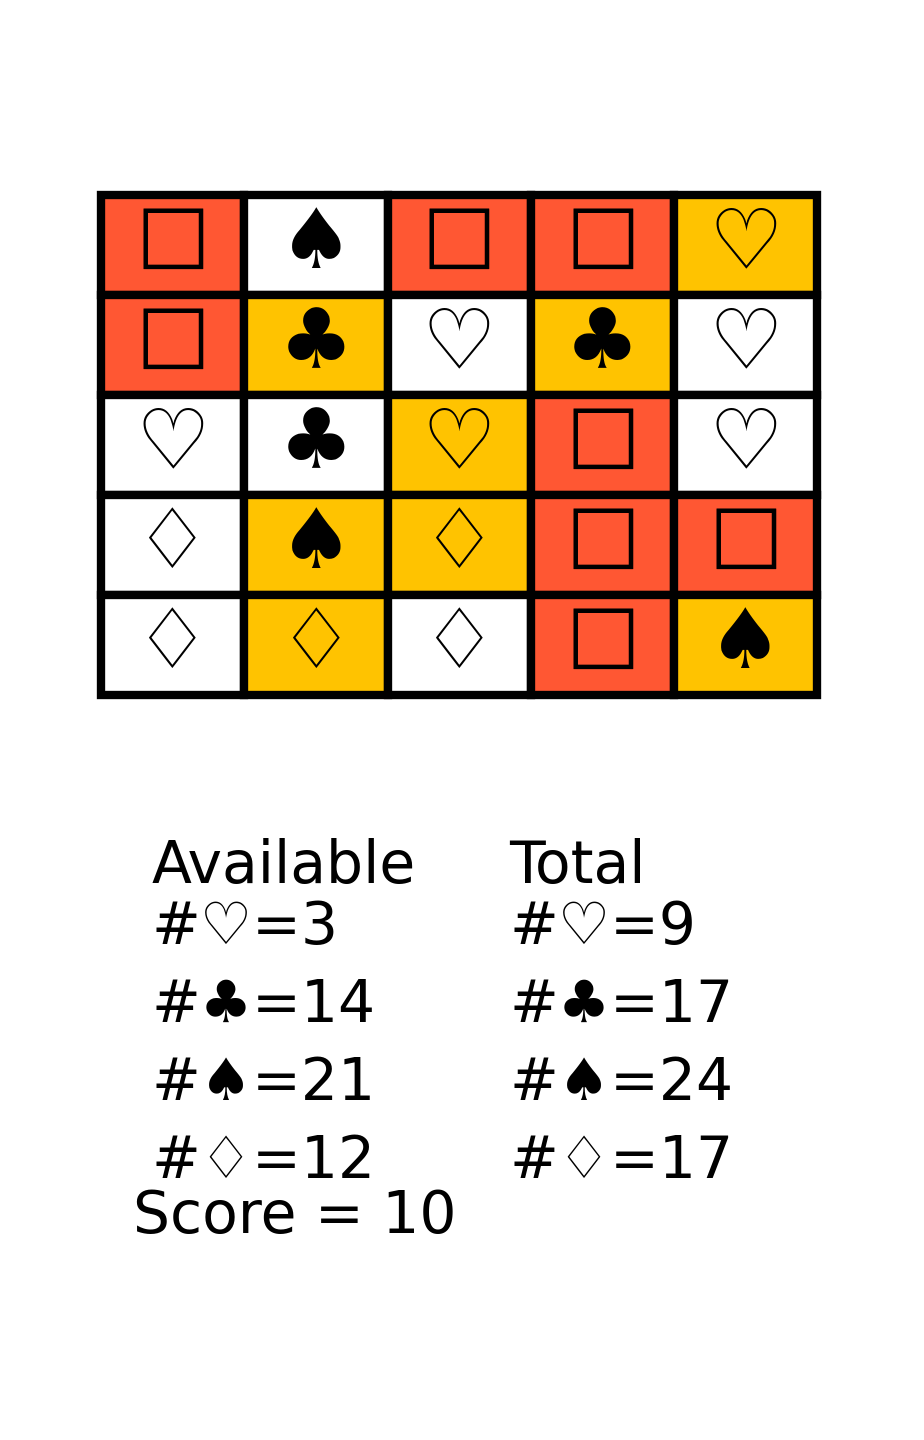 □ ♠ □ □ ♡
□ ♣ ♡ ♣ ♡
♡ ♣ ♡ □ ♡
♢ ♠ ♢ □ □
♢ ♢ ♢ □ ♠
Available Total
#♡=3 #♡=9
#♣=14 #♣=17
#♠=21 #♠=24
#♢=12 #♢=17
Score = 10